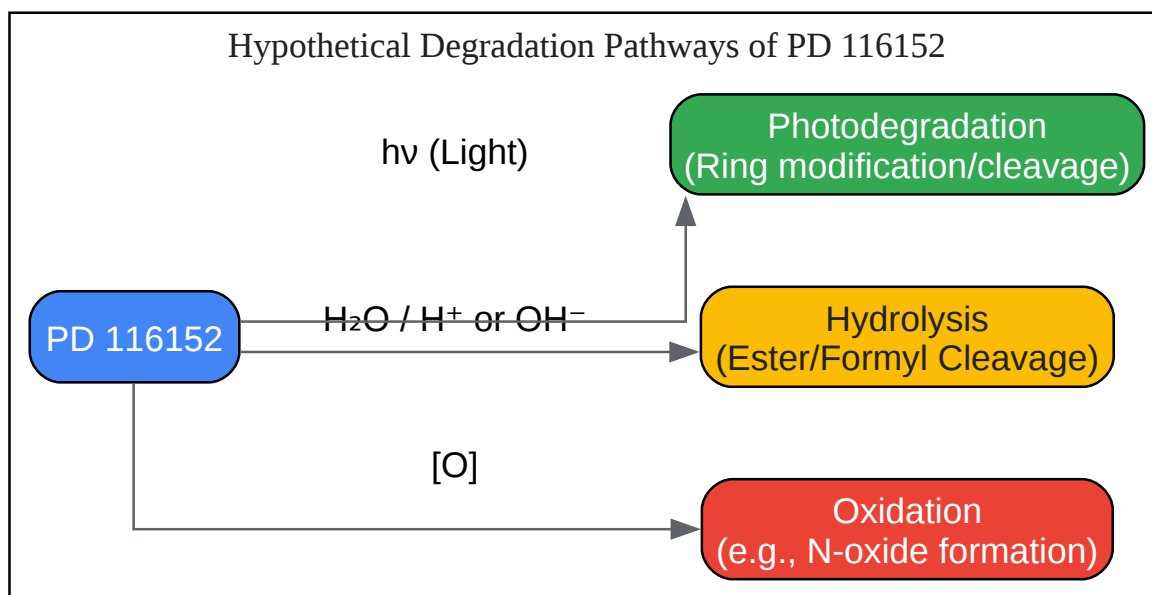 Hypothetical Degradation Pathways of PD 116152
hν (Light)
Photodegradation
(Ring modification/cleavage)
PD 116152
H₂O / H⁺ or OH⁻
Hydrolysis
(Ester/Formyl Cleavage)
[O]
Oxidation
(e.g., N-oxide formation)